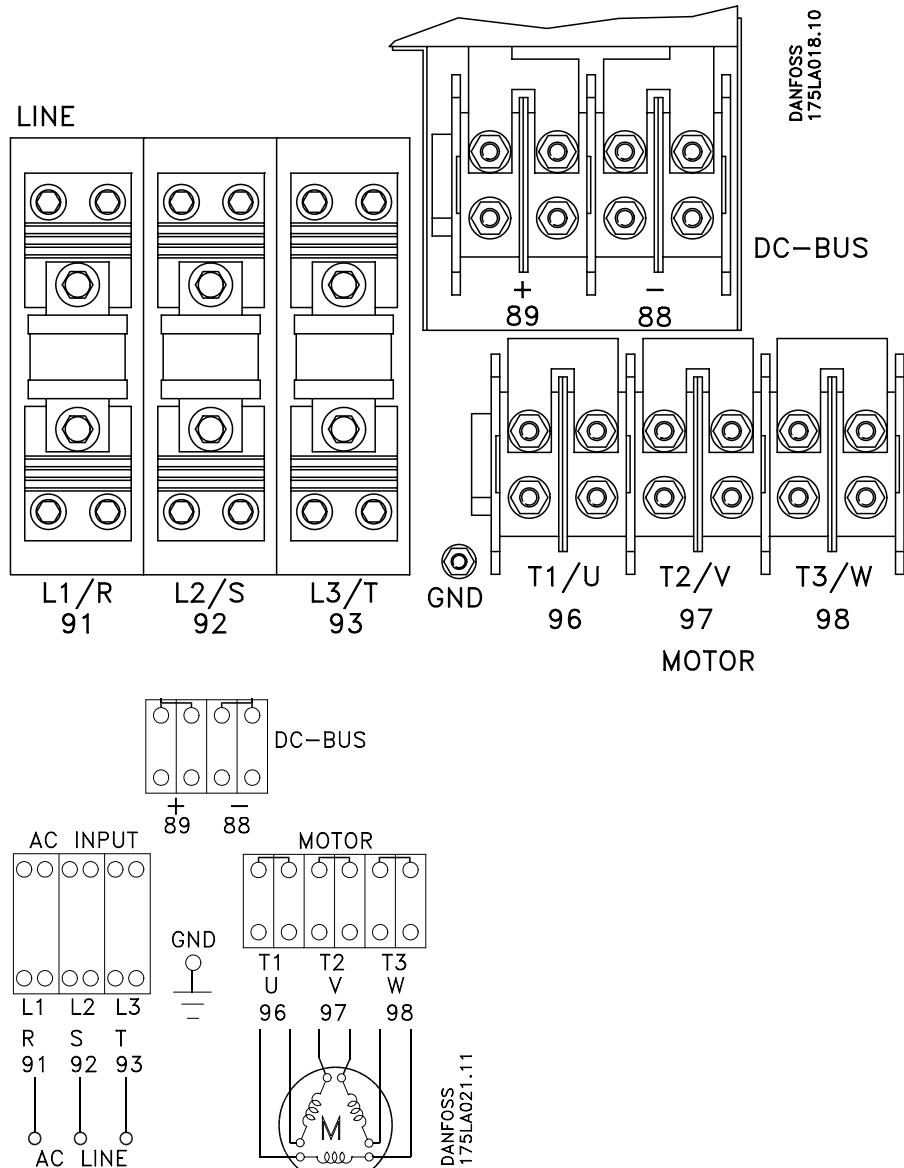 DANFOSS
175LA018.10
LINE
DC-BUS
+ −
89 88
L1/R L2/S L3/T
91 92 93
GND
T1/U T2/V T3/W
96 97 98
MOTOR
DC-BUS
+ −
89 88
AC INPUT
MOTOR
GND
L1 L2 L3
R S T
91 92 93
AC LINE
T1 T2 T3
U V W
96 97 98
M
DANFOSS
175LA021.11